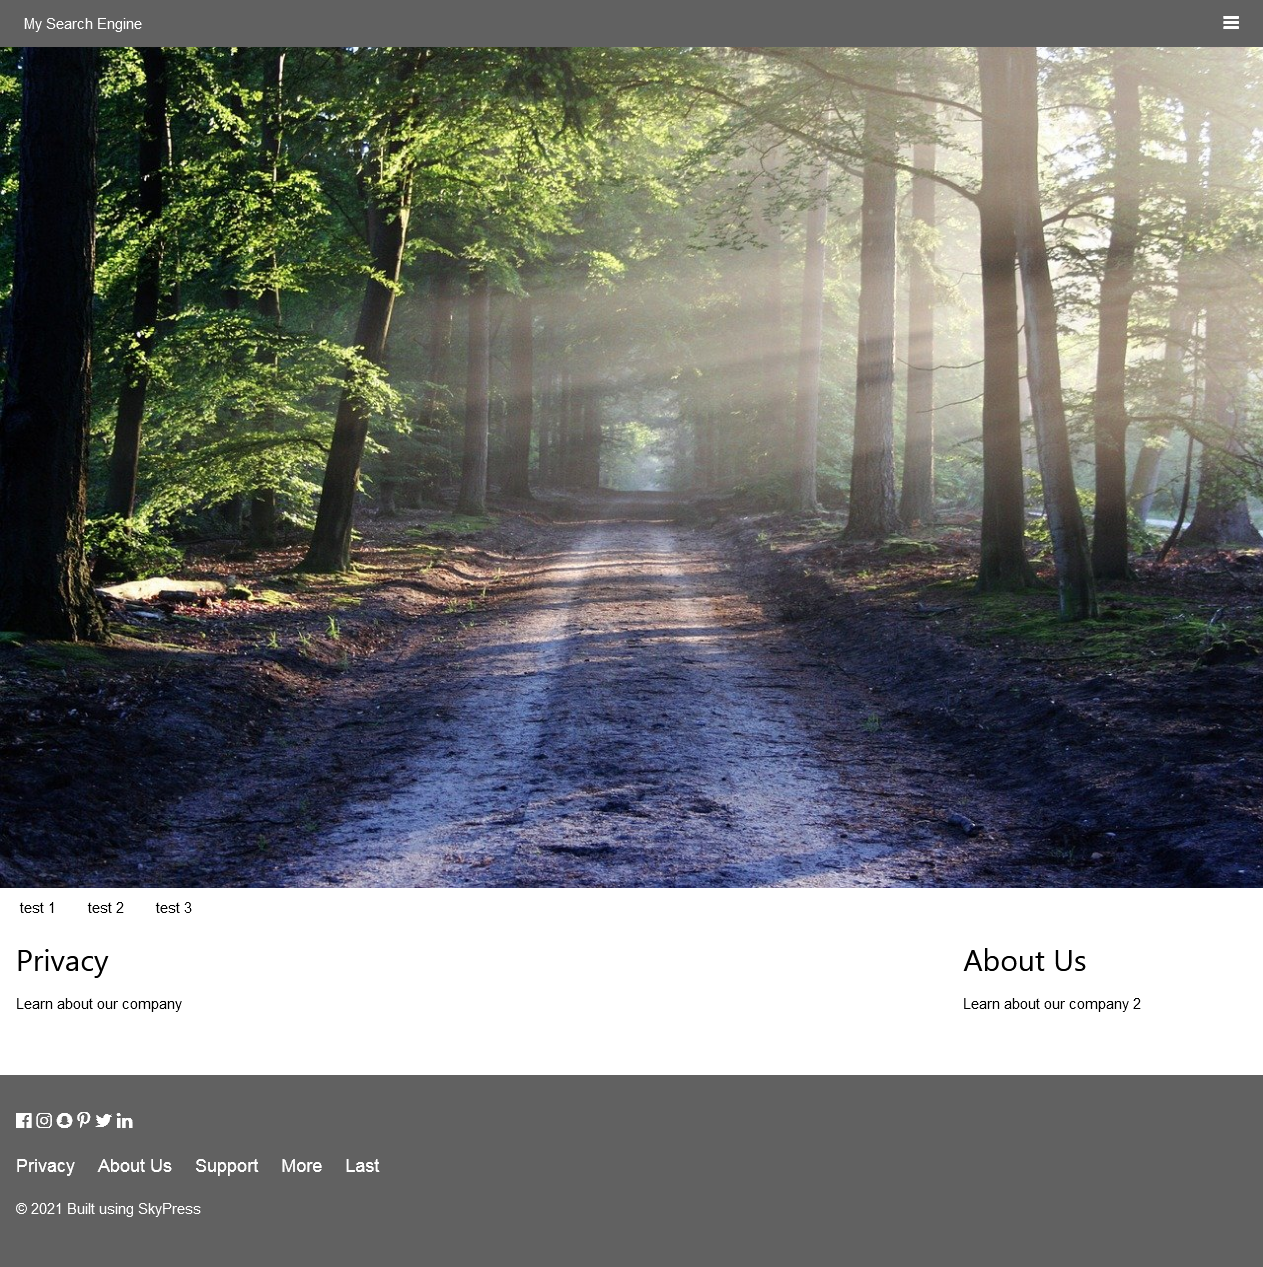 My Search Engine
test 1 test 2 test 3
Privacy
Learn about our company
About Us
Learn about our company 2
Privacy About Us Support More Last
© 2021 Built using SkyPress